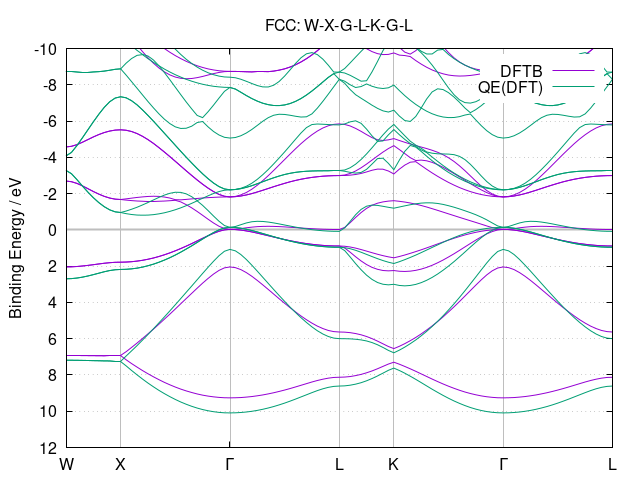 FCC: W-X-G-L-K-G-L
DFTB
QE(DFT)
Binding Energy / eV
-10
-8
-6
-4
-2
0
2
4
6
8
10
12
W X Γ L K Γ L